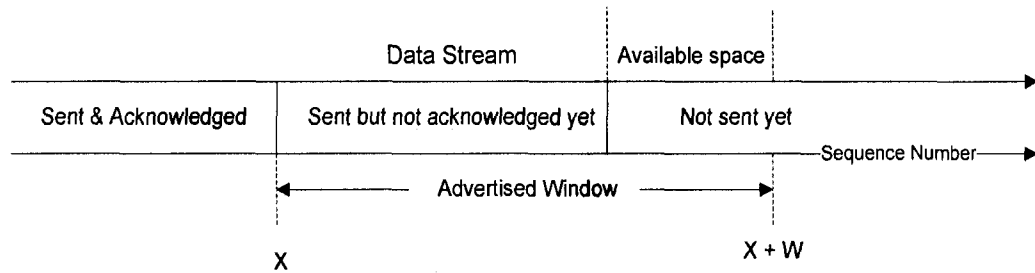 Data Stream
Available space
Sent & Acknowledged
Sent but not acknowledged yet
Not sent yet
Sequence Number
Advertised Window
X
X + W